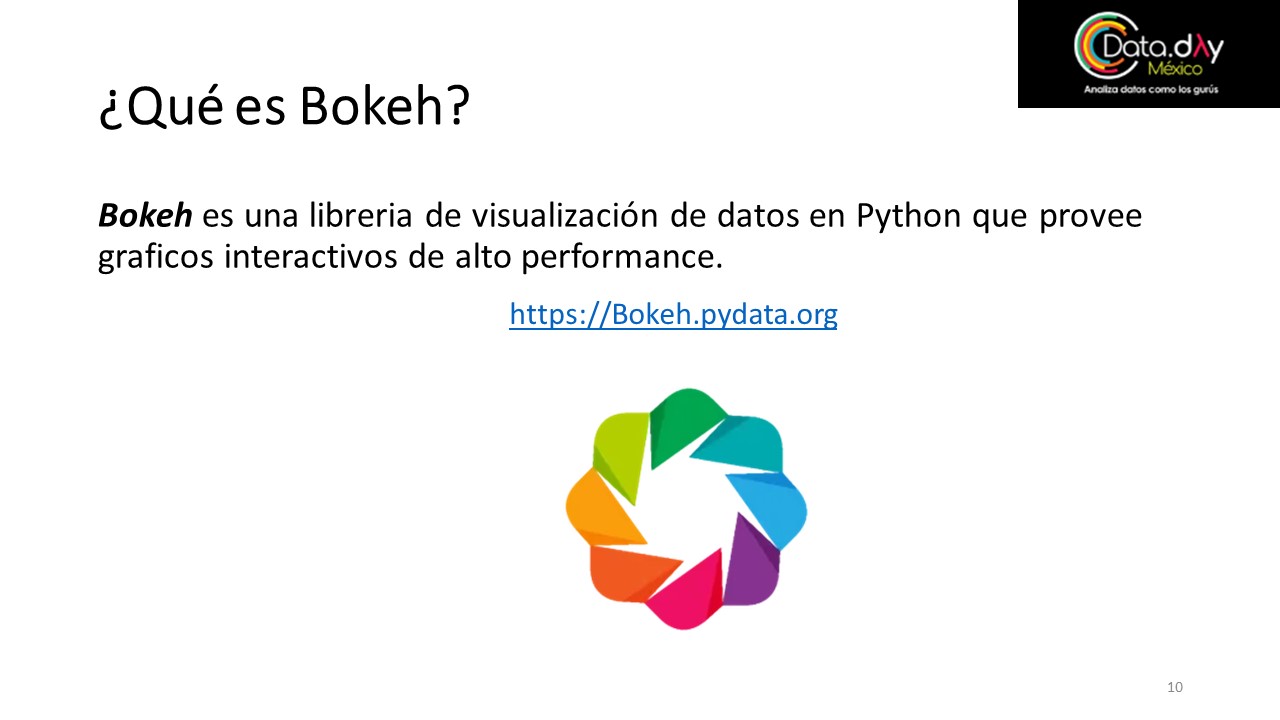 Data.dλy
México
Analiza datos como los gurús
¿Qué es Bokeh?
Bokeh es una libreria de visualización de datos en Python que provee
graficos interactivos de alto performance.
https://Bokeh.pydata.org
10